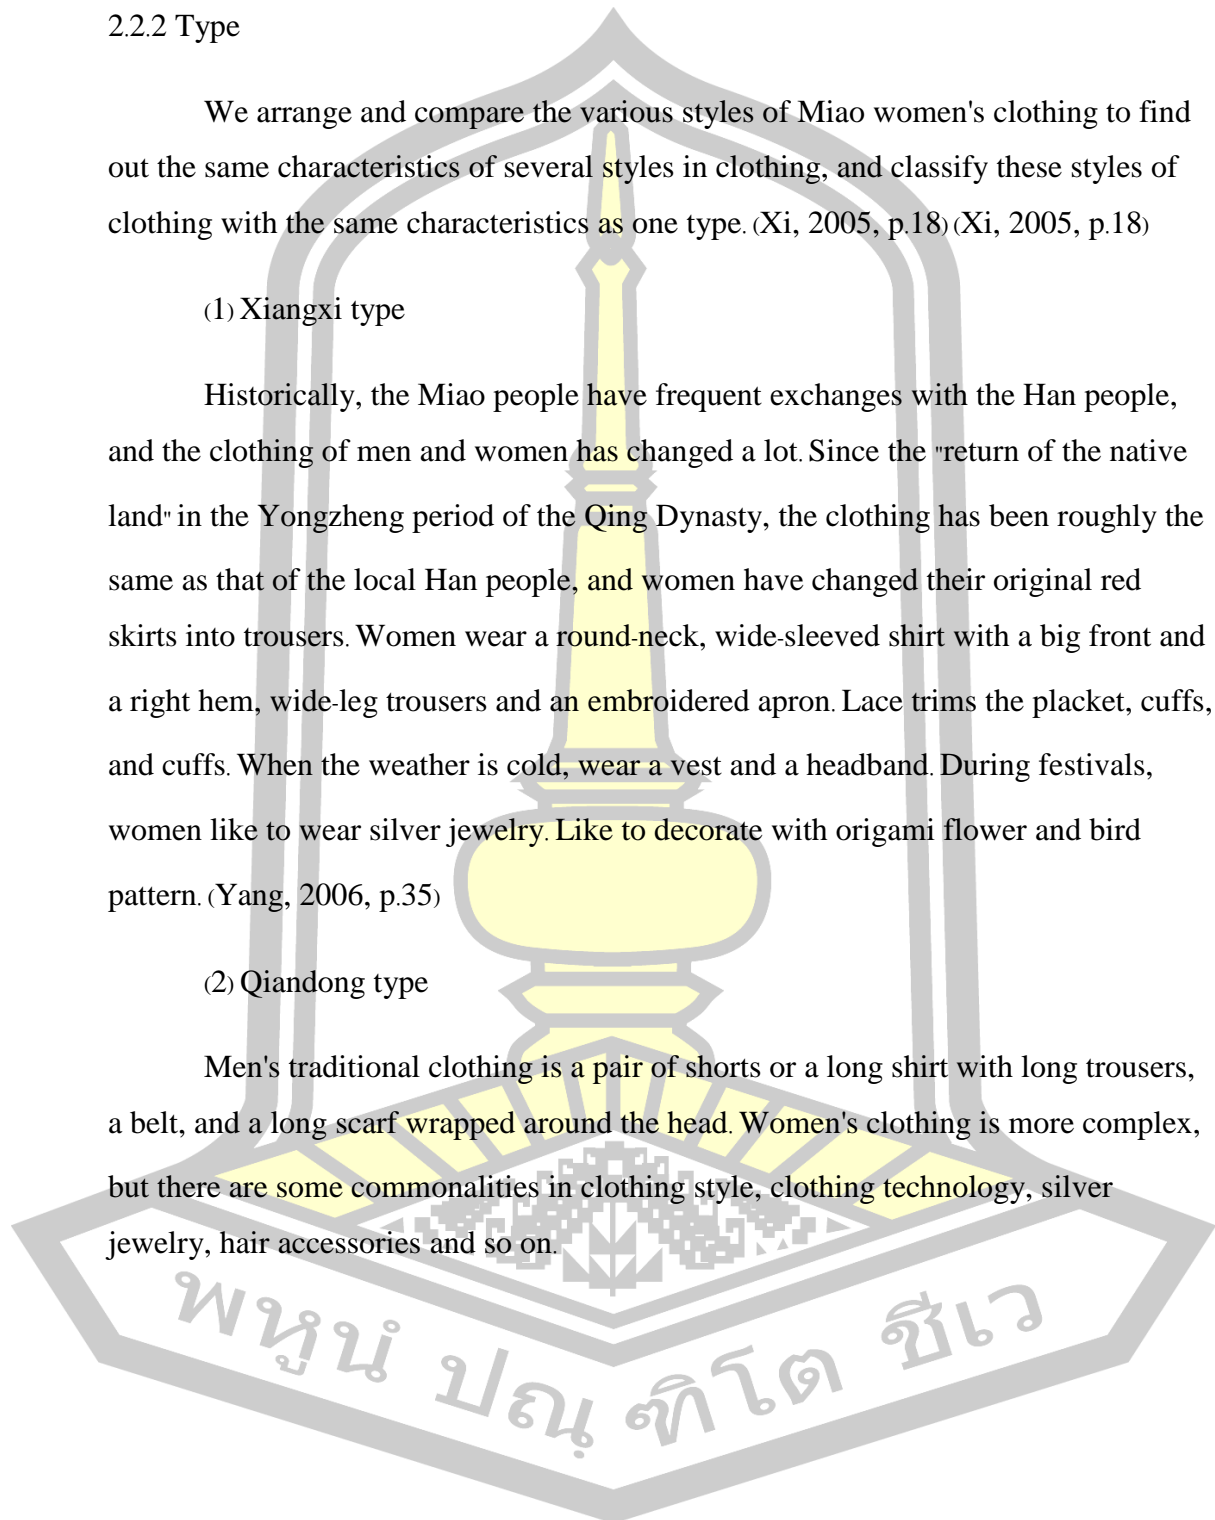 2.2.2 Type
We arrange and compare the various styles of Miao women's clothing to find
out the same characteristics of several styles in clothing, and classify these styles of
clothing with the same characteristics as one type. (Xi, 2005, p.18) (Xi, 2005, p.18)
(1) Xiangxi type
Historically, the Miao people have frequent exchanges with the Han people,
and the clothing of men and women has changed a lot. Since the "return of the native
land" in the Yongzheng period of the Qing Dynasty, the clothing has been roughly the
same as that of the local Han people, and women have changed their original red
skirts into trousers. Women wear a round-neck, wide-sleeved shirt with a big front and
a right hem, wide-leg trousers and an embroidered apron. Lace trims the placket, cuffs,
and cuffs. When the weather is cold, wear a vest and a headband. During festivals,
women like to wear silver jewelry. Like to decorate with origami flower and bird
pattern. (Yang, 2006, p.35)
(2) Qiandong type
Men's traditional clothing is a pair of shorts or a long shirt with long trousers,
a belt, and a long scarf wrapped around the head. Women's clothing is more complex,
but there are some commonalities in clothing style, clothing technology, silver
jewelry, hair accessories and so on.
พหูนํ ปณฺฑิโต ชีเว